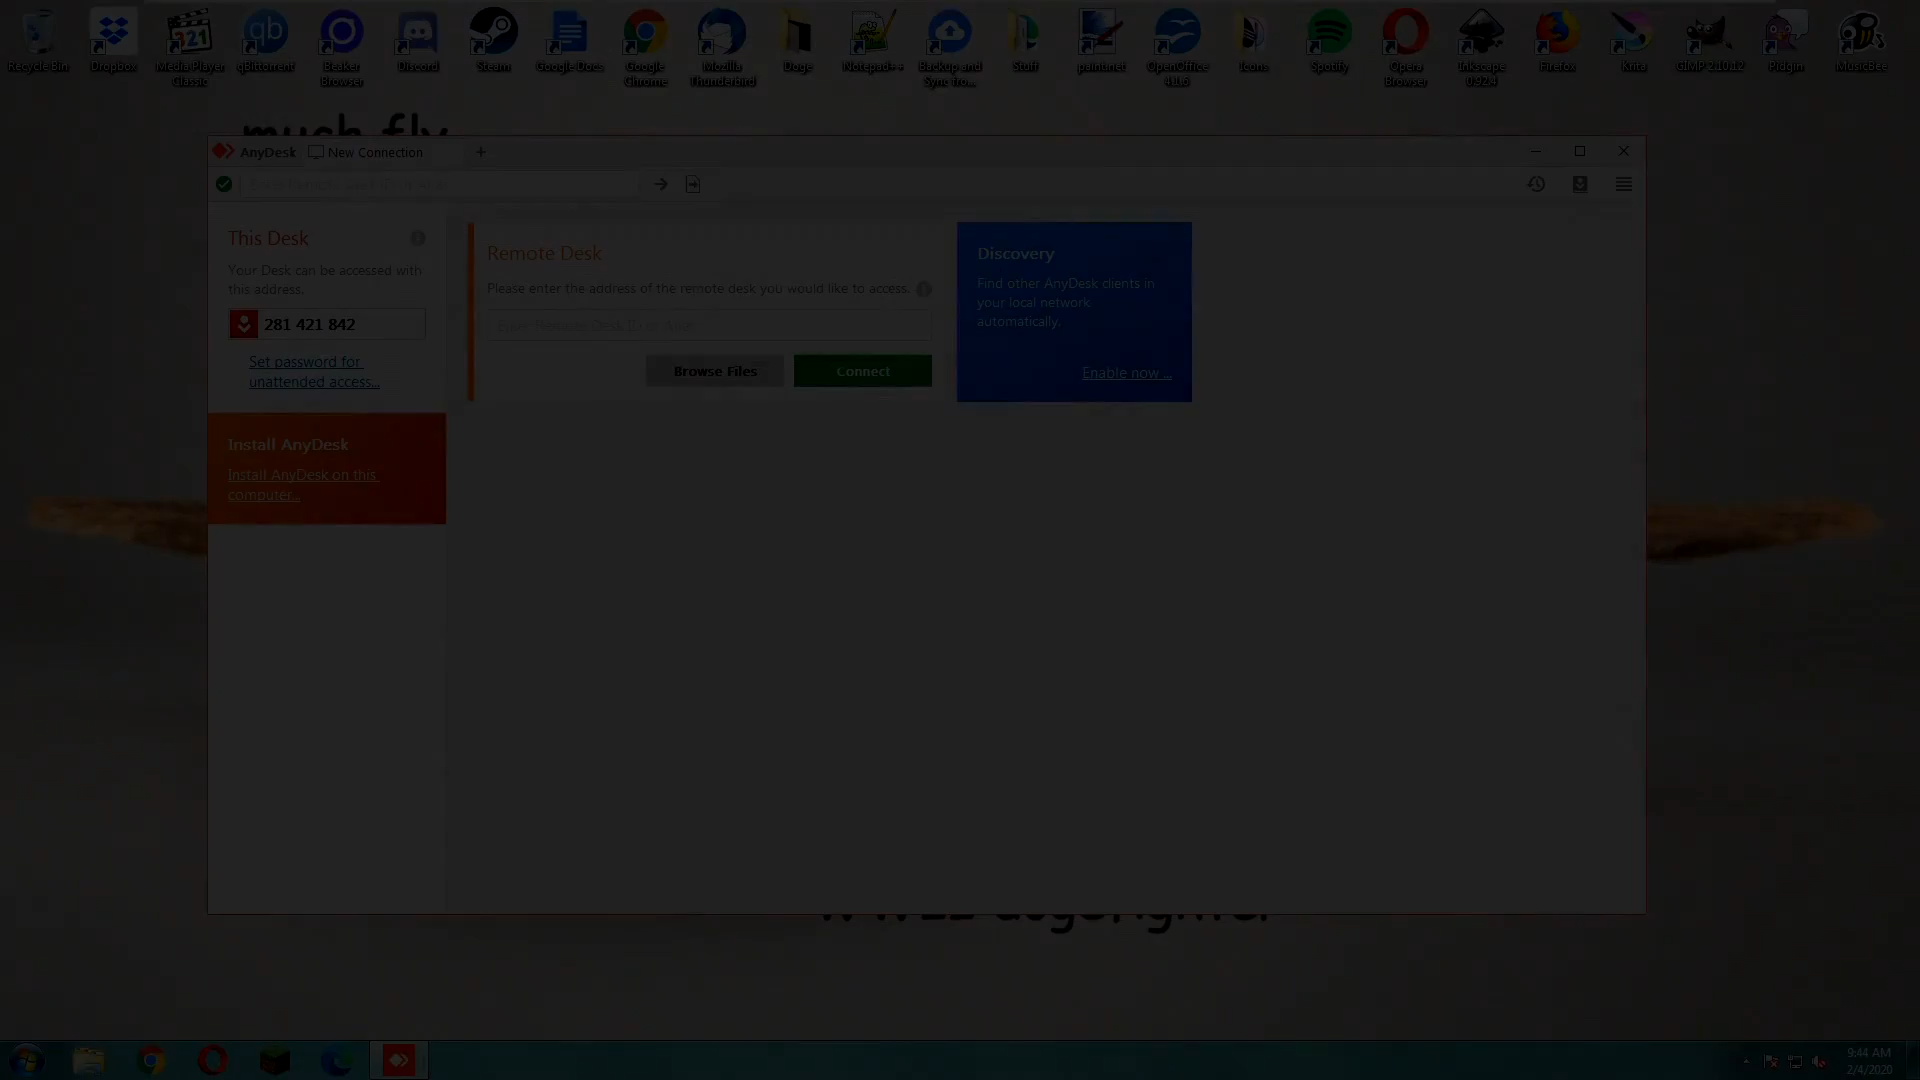 Recycle Bin
Dropbox
Media Player
Classic
qBittorrent
Beaker
Browser
Discord
Steam
Google Docs
Google
Chrome
Mozilla
Thunderbird
Doge
Notepad++
Backup and
Sync fro...
Stuff
paint.net
OpenOffice
4.1.6
Icons
Spotify
Opera
Browser
Inkscape
0.92.4
Firefox
Krita
GIMP 2.10.12
Pidgin
MusicBee
much fly
AnyDesk
New Connection
This Desk
Your Desk can be accessed with
this address.
281 421 842
Set password for
unattended access...
Install AnyDesk
Install AnyDesk on this
computer...
Remote Desk
Please enter the address of the remote desk you would like to access.
Browse Files
Connect
Discovery
Find other AnyDesk clients in
your local network
automatically.
Enable now ...
9:44 AM
2/4/2020